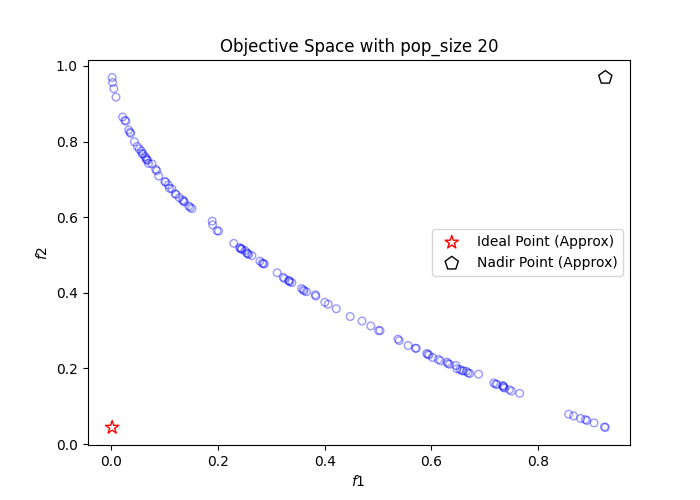 Objective Space with pop_size 20
1.0
0.8
0.6
0.4
0.2
0.0
f2
Ideal Point (Approx)
Nadir Point (Approx)
0.0 0.2 0.4 0.6 0.8
f1